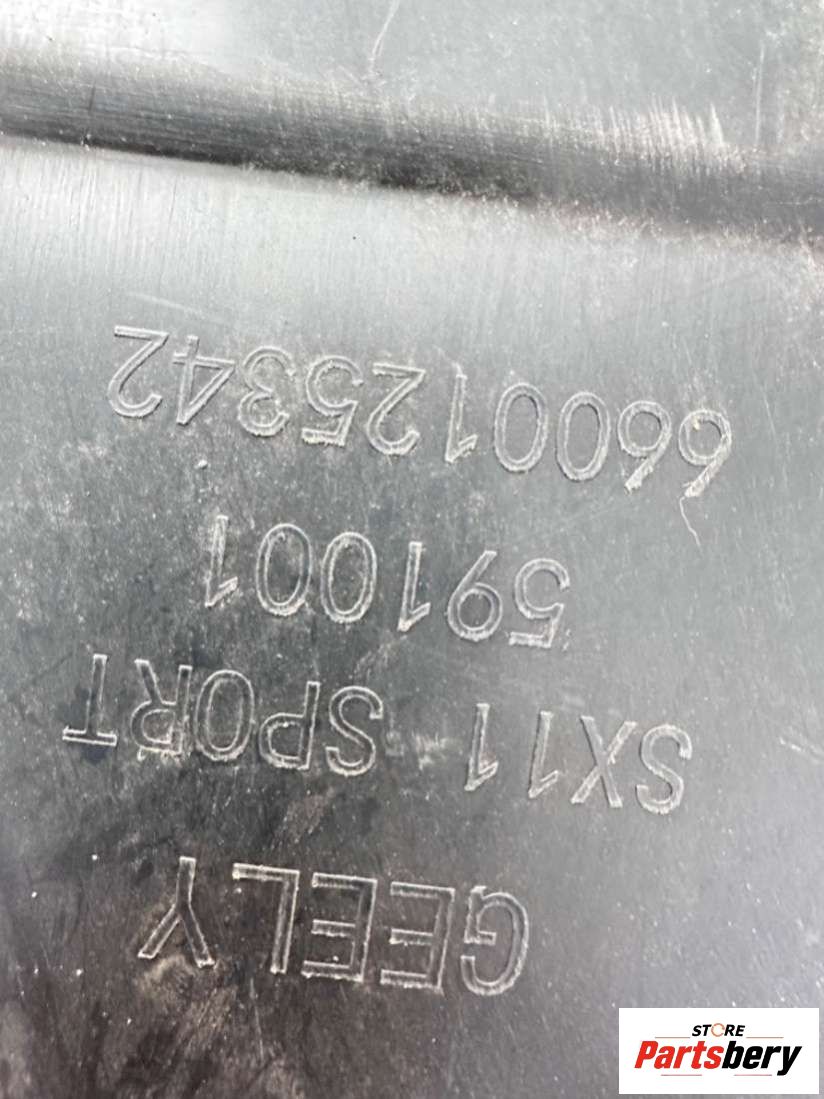 GEELY
SX11 SPORT
591001
6600125342
STORE
Partsbery